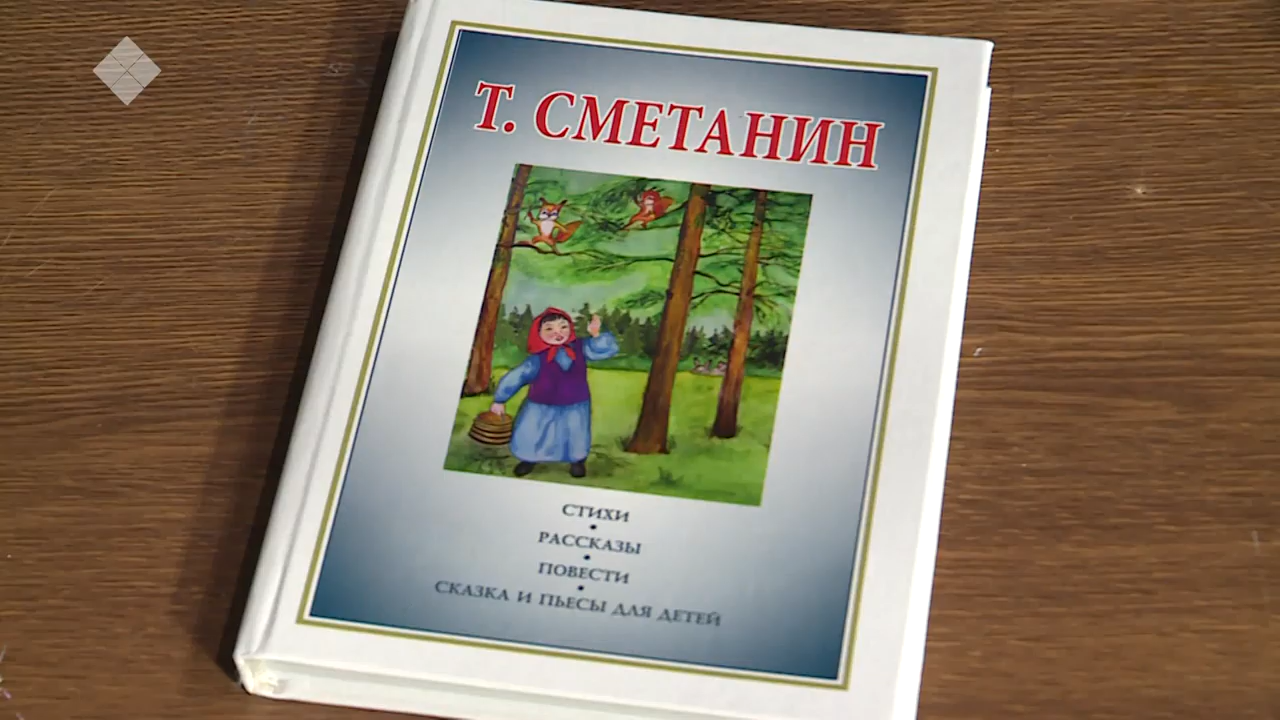 Т. СМЕТАНИН
СТИХИ
•
РАССКАЗЫ
•
ПОВЕСТИ
•
СКАЗКА И ПЬЕСЫ ДЛЯ ДЕТЕЙ